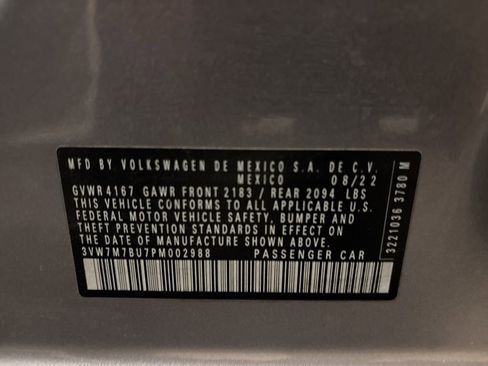 MFD BY VOLKSWAGEN DE MEXICO S.A. DE C.V.
MEXICO 08/22
GVWR 4167 GAWR FRONT 2183 / REAR 2094 LBS
THIS VEHICLE CONFORMS TO ALL APPLICABLE U.S.
FEDERAL MOTOR VEHICLE SAFETY, BUMPER AND
THEFT PREVENTION STANDARDS IN EFFECT ON
THE DATE OF MANUFACTURE SHOWN ABOVE.
3VW7M7BU7PM002988 PASSENGER CAR
3221036 3780 M